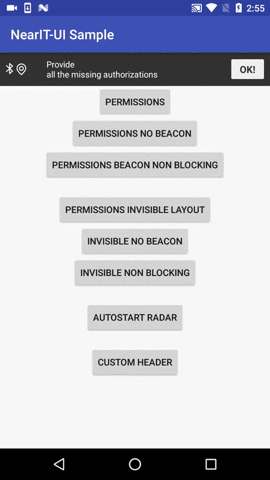 2:55
NearIT-UI Sample
Provide
all the missing authorizations
OK!
PERMISSIONS
PERMISSIONS NO BEACON
PERMISSIONS BEACON NON BLOCKING
PERMISSIONS INVISIBLE LAYOUT
INVISIBLE NO BEACON
INVISIBLE NON BLOCKING
AUTOSTART RADAR
CUSTOM HEADER